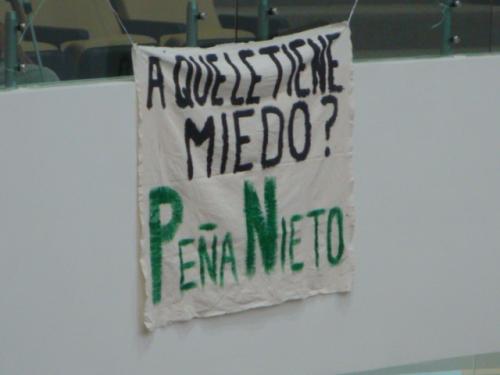 A QUE LE TIENE
MIEDO?
PEÑA NIETO